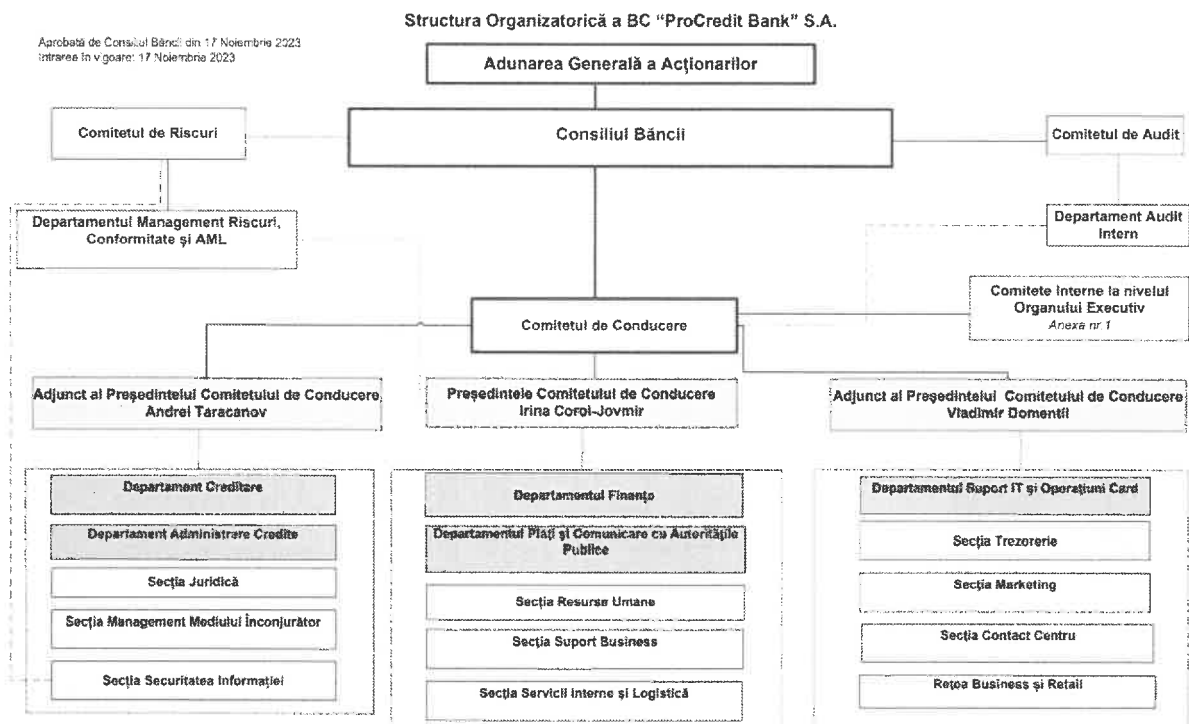 Structura Organizatorică a BC “ProCredit Bank” S.A.
Aprobată de Consiliul Băncii din 17 Noiembrie 2023
Intrarea în vigoare: 17 Noiembrie 2023
Adunarea Generală a Acționarilor
Comitetul de Riscuri
Consiliul Băncii
Comitetul de Audit
Departamentul Management Riscuri,
Conformitate și AML
Departament Audit
Intern
Comitete Interne la nivelul
Organului Executiv
Anexa nr.1
Comitetul de Conducere
Adjunct al Președintelui Comitetului de Conducere
Andrei Taracanov
Președintele Comitetului de Conducere
Irina Coroi-Jovmir
Adjunct al Președintelui Comitetului de Conducere
Vladimir Domentii
Departament Creditare
Departament Administrare Credite
Secția Juridică
Secția Management Mediului Înconjurător
Secția Securitatea Informației
Departamentul Finanțe
Departamentul Plăți și Comunicare cu Autoritățile
Publice
Secția Resurse Umane
Secția Suport Business
Secția Servicii Interne și Logistică
Departamentul Suport IT și Operațiuni Card
Secția Trezorerie
Secția Marketing
Secția Contact Centru
Rețea Business și Retail